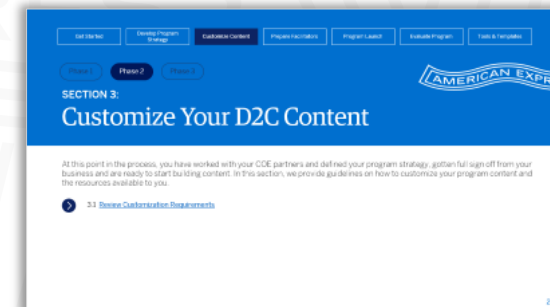 Get Started
Develop Program
Strategy
Customize Content
Prepare Facilitators
Program Launch
Evaluate Program
Tools & Templates
Phase 1
Phase 2
Phase 3
AMERICAN EXPR
SECTION 3:
Customize Your D2C Content
At this point in the process, you have worked with your COE partners and defined your program strategy, gotten full sign off from your
business and are ready to start building content. In this section, we provide guidelines on how to customize your program content and
the resources available to you.
3.1 Review Customization Requirements